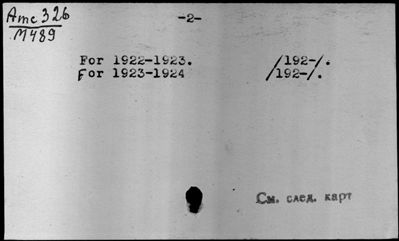 Amc 326
M489
-2-
For 1922-1923. /192-/.
For 1923-1924 /192-/.
См. след. карт